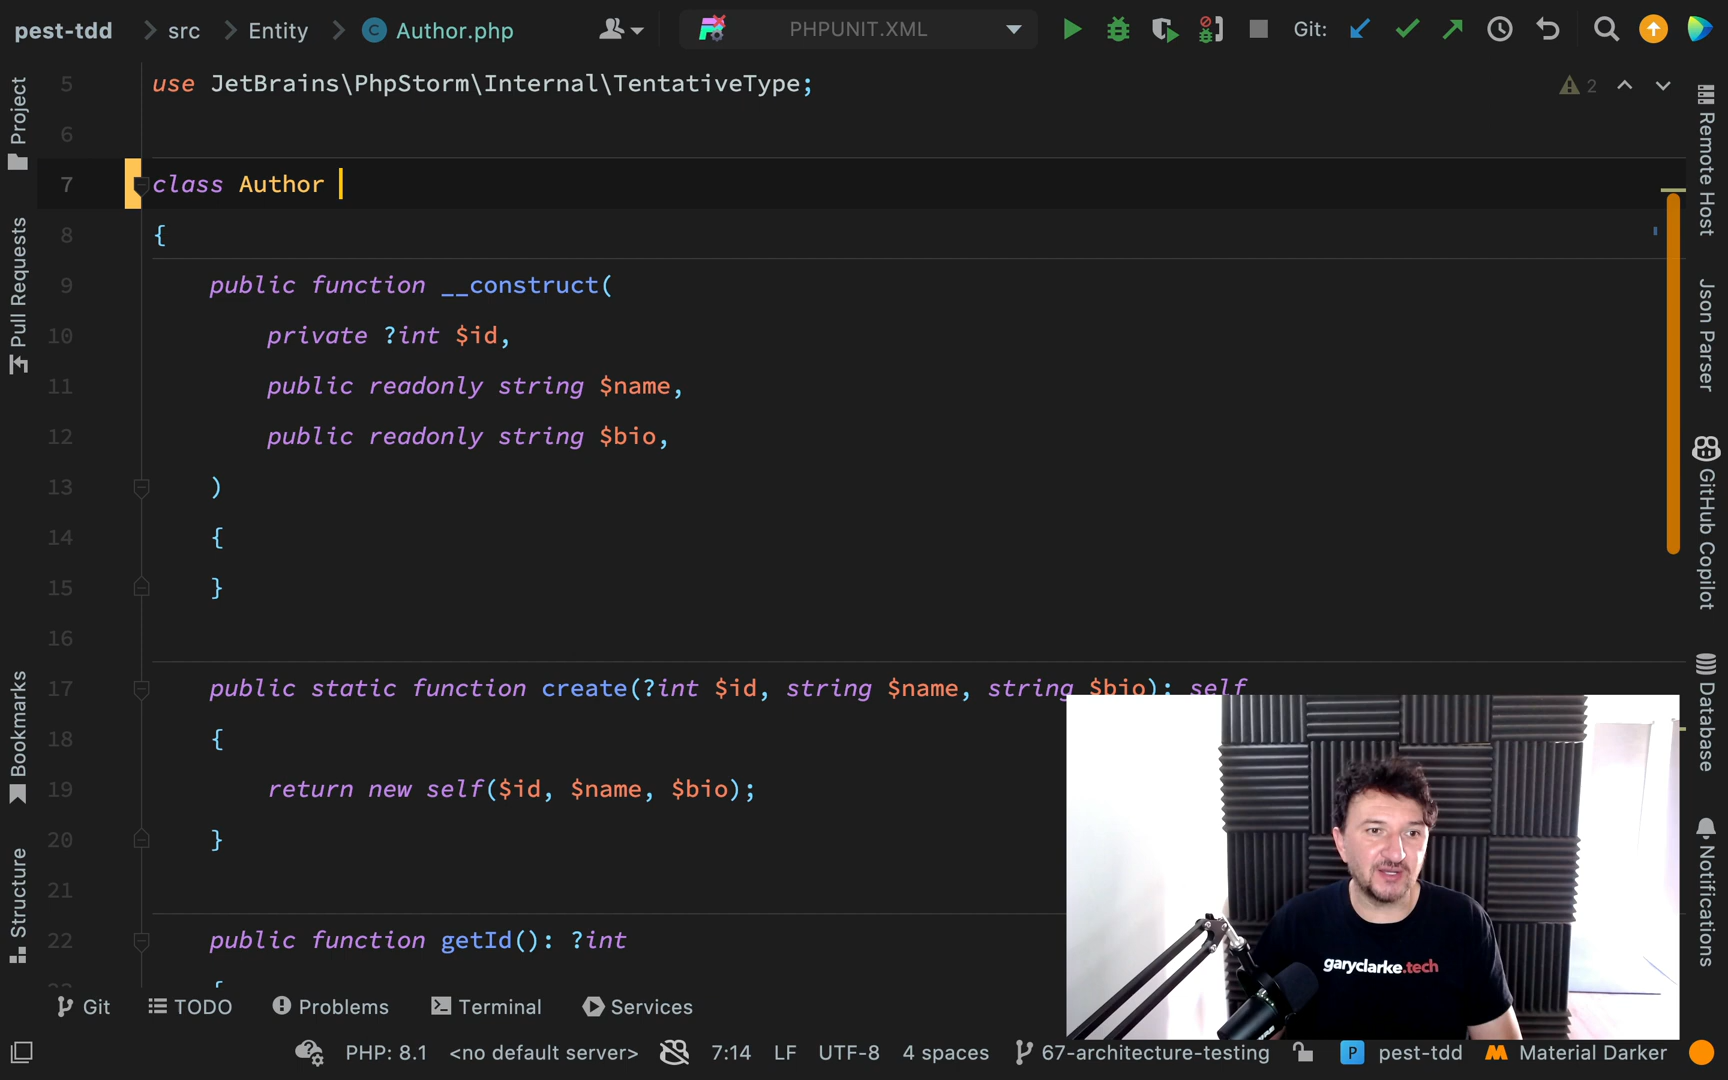 pest-tdd
src
Entity
C
Author.php
PHPUNIT.XML
Git:
5 use JetBrains\PhpStorm\Internal\TentativeType;
2
6
7 class Author
8 {
9 public function __construct(
10 private ?int $id,
11 public readonly string $name,
12 public readonly string $bio,
13 )
14 {
15 }
16
17 public static function create(?int $id, string $name, string $bio): self
18 {
19 return new self($id, $name, $bio);
20 }
21
22 public function getId(): ?int
Project
Pull Requests
Bookmarks
Structure
Remote Host
Json Parser
GitHub Copilot
Database
Notifications
garyclarke.tech
Git
TODO
Problems
Terminal
Services
PHP: 8.1
<no default server>
7:14
LF
UTF-8
4 spaces
67-architecture-testing
P
pest-tdd
Material Darker